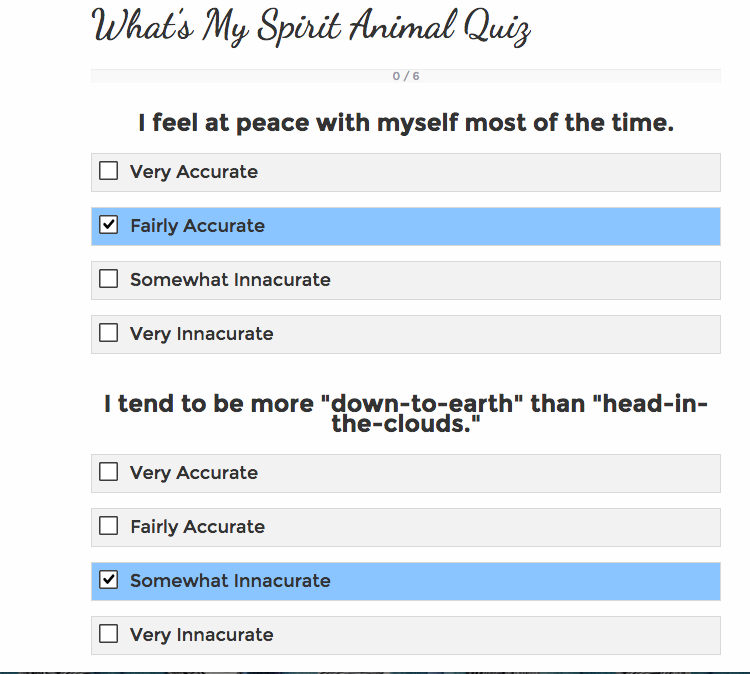 What's My Spirit Animal Quiz
0 / 6
I feel at peace with myself most of the time.
Very Accurate
Fairly Accurate
Somewhat Innacurate
Very Innacurate
I tend to be more "down-to-earth" than "head-in-
the-clouds."
Very Accurate
Fairly Accurate
Somewhat Innacurate
Very Innacurate